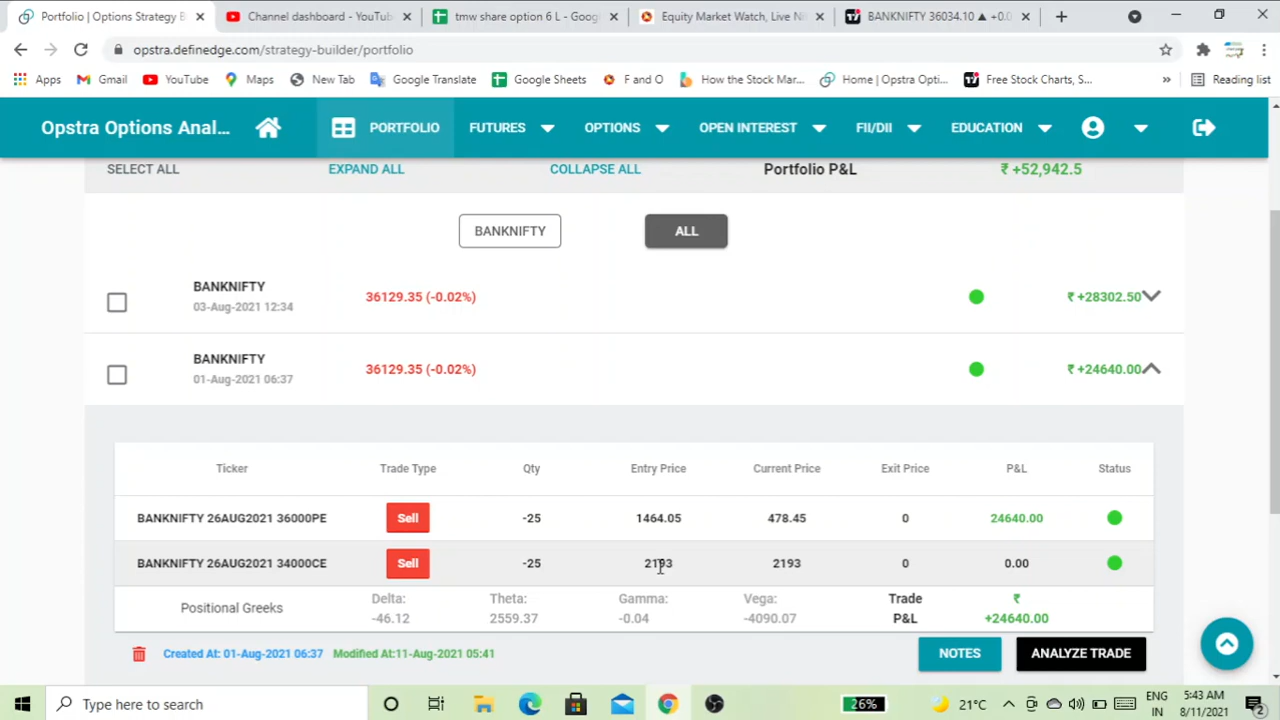 Portfolio | Options Strategy B
Channel dashboard - YouTub
tmw share option 6 L - Goog
Equity Market Watch, Live Ni
BANKNIFTY 36034.10 ▲ +0.0
opstra.definedge.com/strategy-builder/portfolio
Apps Gmail YouTube Maps New Tab Google Translate Google Sheets F and O How the Stock Mar... Home | Opstra Opti... Free Stock Charts, S... » Reading list
Opstra Options Anal... PORTFOLIO FUTURES OPTIONS OPEN INTEREST FII/DII EDUCATION
SELECT ALL EXPAND ALL COLLAPSE ALL Portfolio P&L ₹ +52,942.5
BANKNIFTY ALL
BANKNIFTY 36129.35 (-0.02%) ₹ +28302.50
03-Aug-2021 12:34
BANKNIFTY 36129.35 (-0.02%) ₹ +24640.00
01-Aug-2021 06:37
Ticker Trade Type Qty Entry Price Current Price Exit Price P&L Status
BANKNIFTY 26AUG2021 36000PE Sell -25 1464.05 478.45 0 24640.00
BANKNIFTY 26AUG2021 34000CE Sell -25 2193 2193 0 0.00
Positional Greeks
Delta: -46.12
Theta: 2559.37
Gamma: -0.04
Vega: -4090.07
Trade P&L
₹ +24640.00
Created At: 01-Aug-2021 06:37 Modified At:11-Aug-2021 05:41 NOTES ANALYZE TRADE
Type here to search 26% 21°C ENG IN 5:43 AM 8/11/2021 2